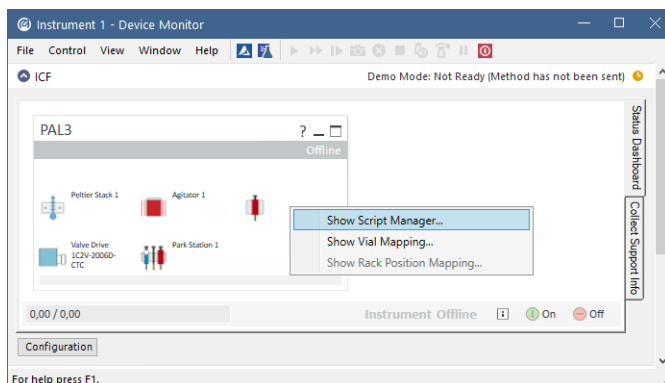 Instrument 1 - Device Monitor
File Control View Window Help
ICF
Demo Mode: Not Ready (Method has not been sent)
PAL3
?
Offline
Peltier Stack 1
Agitator 1
Valve Drive
1C2V-2006D-
CTC
Park Station 1
Show Script Manager...
Show Vial Mapping...
Show Rack Position Mapping...
Status Dashboard
Collect Support Info
0,00 / 0,00
Instrument Offline
i
On
Off
Configuration
For help press F1.